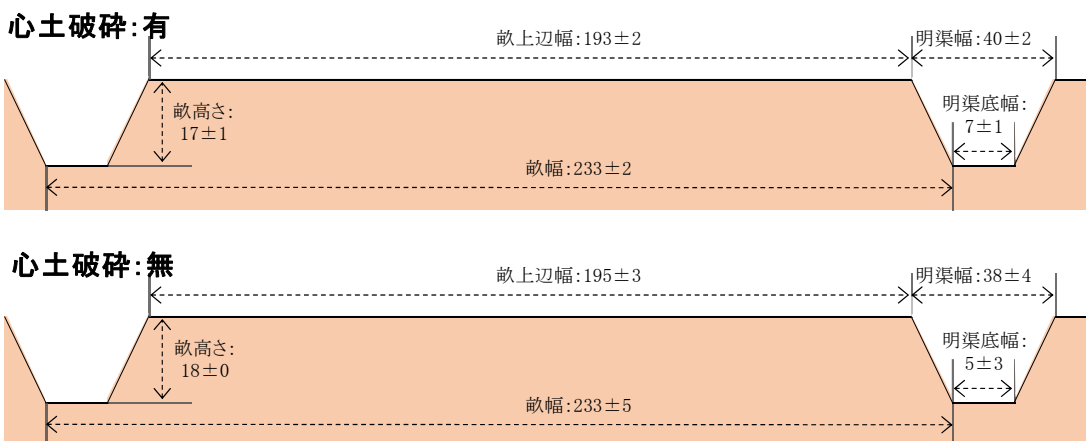 心土破砕:有
畝上辺幅:193±2
明渠幅:40±2
畝高さ:
17±1
明渠底幅:
7±1
畝幅:233±2
心土破砕:無
畝上辺幅:195±3
明渠幅:38±4
畝高さ:
18±0
明渠底幅:
5±3
畝幅:233±5